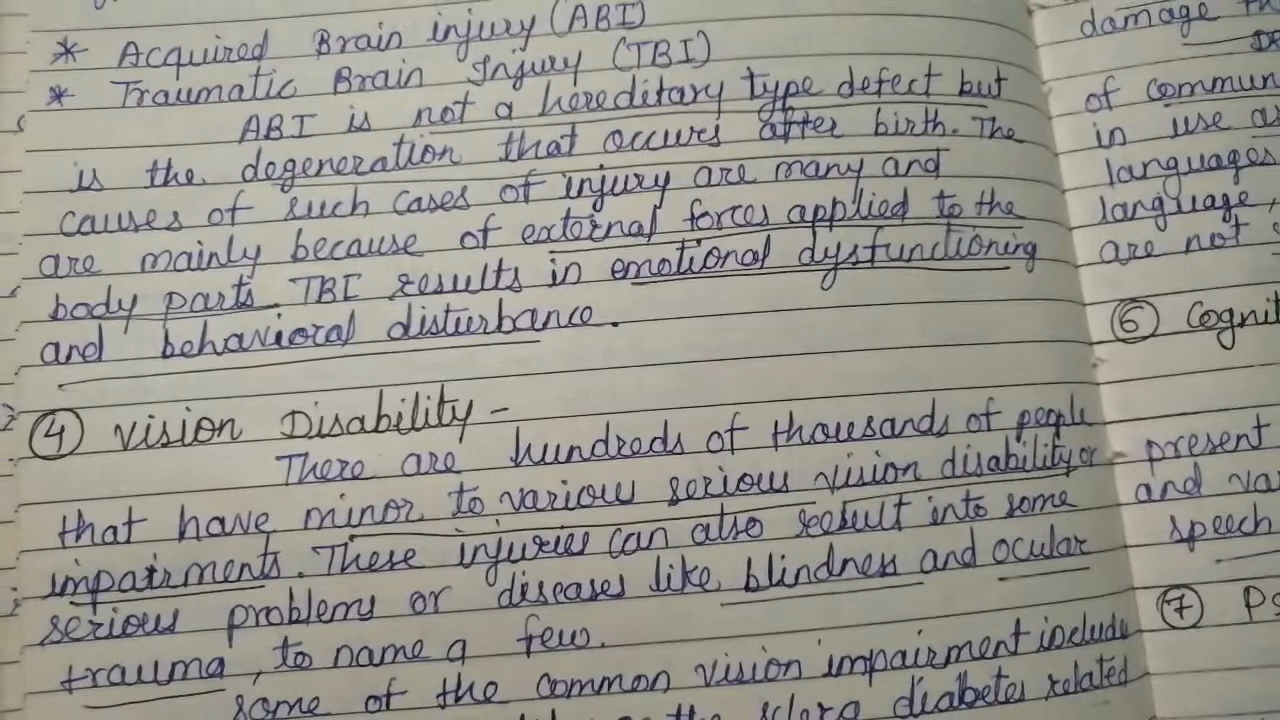 * Acquired Brain injury (ABI)
* Traumatic Brain Injury (TBI)
ABI is not a hereditary type defect but
is the degeneration that occurs after birth. The
causes of such cases of injury are many and
are mainly because of external forces applied to the
body parts. TBI results in emotional dysfunctioning
and behavioral disturbance.
4 Vision Disability -
There are hundreds of thousands of people
that have minor to various serious vision disability or
impairments. These injuries can also result into some
serious problems or diseases like blindness and ocular
trauma, to name a few.
some of the common vision impairment include
the sclera diabetes related
damage
of commun
in use as
languages
language,
are not
6 Cognit
present
and va
speech
7 Ps